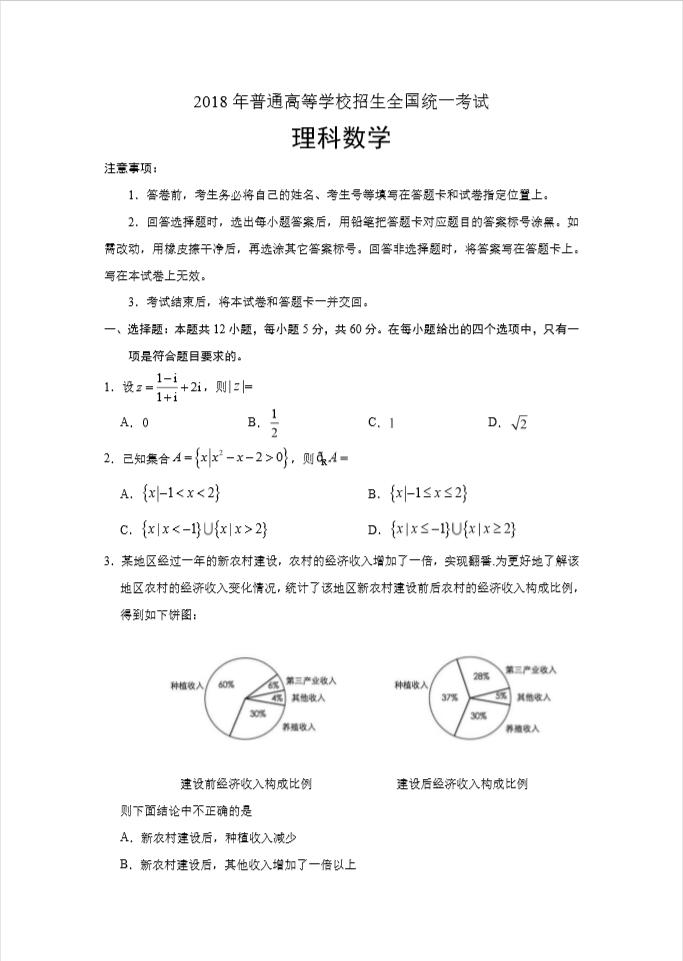 2018 年普通高等学校招生全国统一考试
理科数学
注意事项：
1．答卷前，考生务必将自己的姓名、考生号等填写在答题卡和试卷指定位置上。
2．回答选择题时，选出每小题答案后，用铅笔把答题卡对应题目的答案标号涂黑。如
需改动，用橡皮擦干净后，再选涂其它答案标号。回答非选择题时，将答案写在答题卡上。
写在本试卷上无效。
3．考试结束后，将本试卷和答题卡一并交回。
一、选择题：本题共 12 小题，每小题 5 分，共 60 分。在每小题给出的四个选项中，只有一
项是符合题目要求的。
1．设 z = (1−i)/(1+i) + 2i，则 |z|=
A．0 B．1/2 C．1 D．√2
2．已知集合 A = {x|x² − x − 2 > 0}，则 ∁RA =
A．{x|−1 < x < 2} B．{x|−1 ≤ x ≤ 2}
C．{x | x < −1}∪{x | x > 2} D．{x | x ≤ −1}∪{x | x ≥ 2}
3．某地区经过一年的新农村建设，农村的经济收入增加了一倍，实现翻番.为更好地了解该
地区农村的经济收入变化情况，统计了该地区新农村建设前后农村的经济收入构成比例，
得到如下饼图：
种植收入 60% 6% 第三产业收入
4% 其他收入
30%
养殖收入
建设前经济收入构成比例
种植收入 37% 28% 第三产业收入
5% 其他收入
30%
养殖收入
建设后经济收入构成比例
则下面结论中不正确的是
A．新农村建设后，种植收入减少
B．新农村建设后，其他收入增加了一倍以上